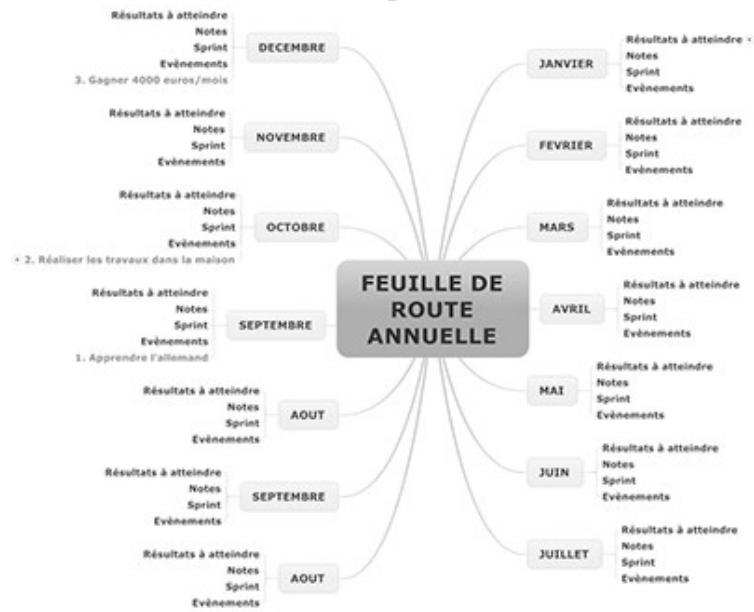 FEUILLE DE
ROUTE
ANNUELLE
JANVIER
Résultats à atteindre
Notes
Sprint
Evènements
FEVRIER
Résultats à atteindre
Notes
Sprint
Evènements
MARS
Résultats à atteindre
Notes
Sprint
Evènements
AVRIL
Résultats à atteindre
Notes
Sprint
Evènements
MAI
Résultats à atteindre
Notes
Sprint
Evènements
JUIN
Résultats à atteindre
Notes
Sprint
Evènements
JUILLET
Résultats à atteindre
Notes
Sprint
Evènements
DECEMBRE
Résultats à atteindre
Notes
Sprint
Evènements
3. Gagner 4000 euros/mois
NOVEMBRE
Résultats à atteindre
Notes
Sprint
Evènements
OCTOBRE
Résultats à atteindre
Notes
Sprint
Evènements
2. Réaliser les travaux dans la maison
SEPTEMBRE
Résultats à atteindre
Notes
Sprint
Evènements
1. Apprendre l'allemand
AOUT
Résultats à atteindre
Notes
Sprint
Evènements
SEPTEMBRE
Résultats à atteindre
Notes
Sprint
Evènements
AOUT
Résultats à atteindre
Notes
Sprint
Evènements